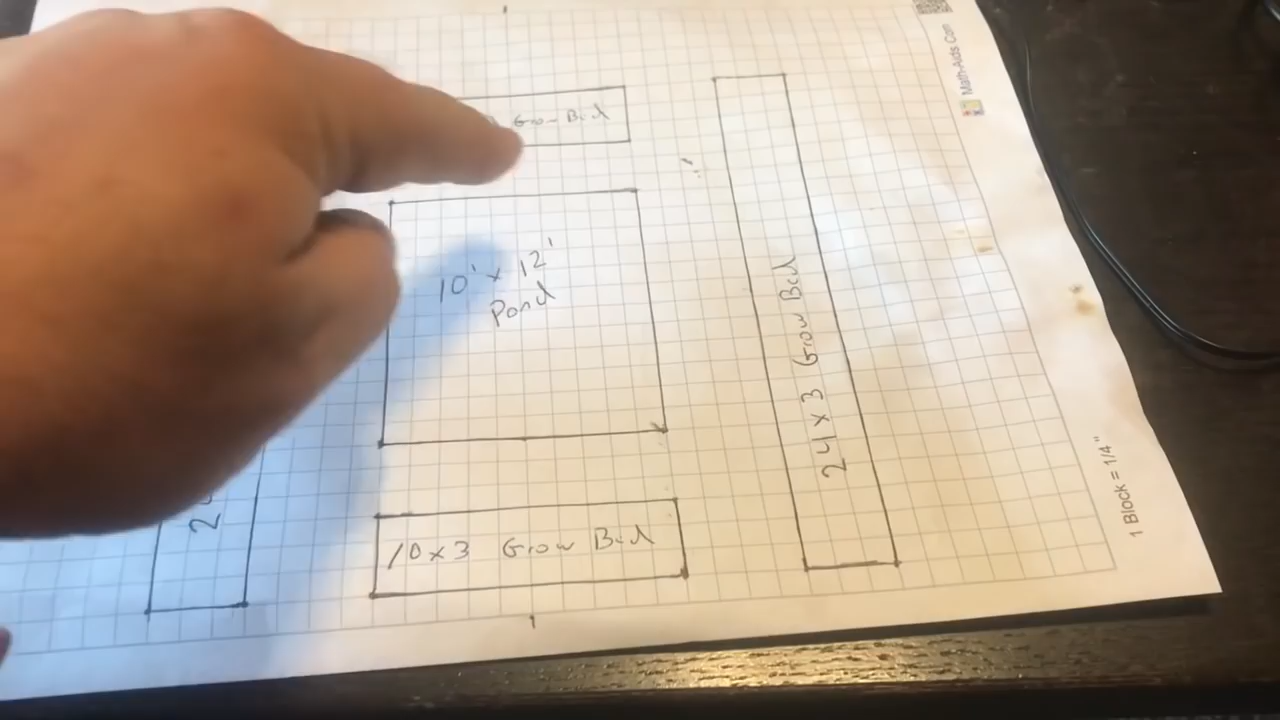 Grow Bed
10' x 12'
Pond
24 x 3 Grow Bed
10 x 3 Grow Bed
Math-Aids.Com
1 Block = 1/4"